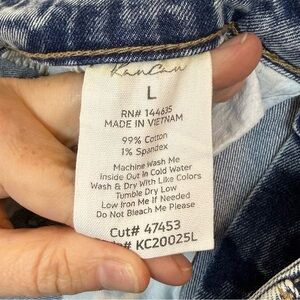 KanCan
L
RN# 144635
MADE IN VIETNAM
99% Cotton
1% Spandex
Machine Wash Me
Inside Out In Cold Water
Wash & Dry With Like Colors
Tumble Dry Low
Low Iron Me If Needed
Do Not Bleach Me Please
Cut# 47453
# KC20025L